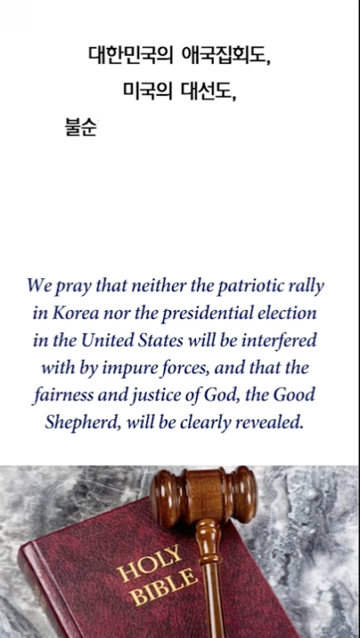 대한민국의 애국집회도,
미국의 대선도,
불순
We pray that neither the patriotic rally
in Korea nor the presidential election
in the United States will be interfered
with by impure forces, and that the
fairness and justice of God, the Good
Shepherd, will be clearly revealed.
HOLY
BIBLE